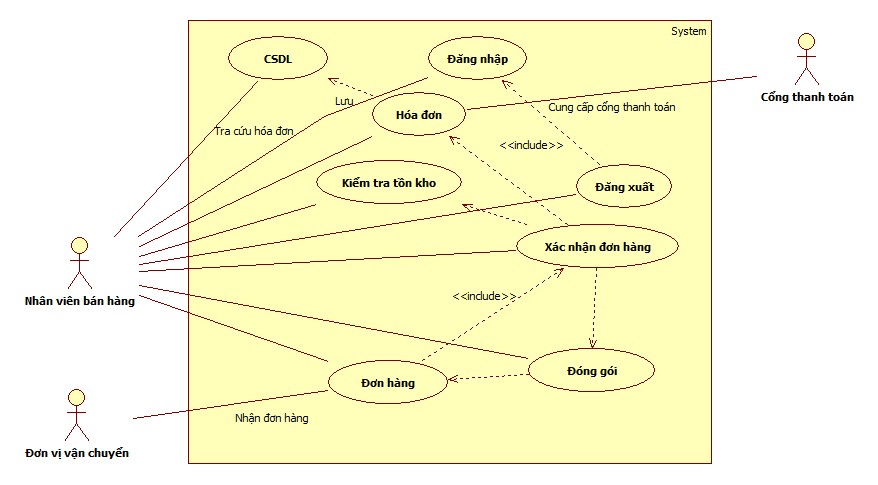 System
CSDL
Đăng nhập
Cổng thanh toán
Lưu
Cung cấp cổng thanh toán
Hóa đơn
Tra cứu hóa đơn
<<include>>
Kiểm tra tồn kho
Đăng xuất
Xác nhận đơn hàng
Nhân viên bán hàng
<<include>>
Đóng gói
Đơn hàng
Nhận đơn hàng
Đơn vị vận chuyển